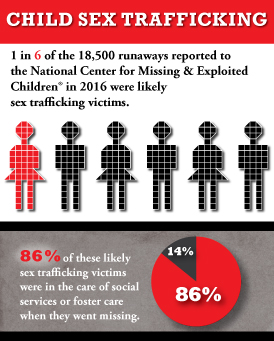 CHILD SEX TRAFFICKING
1 in 6 of the 18,500 runaways reported to
the National Center for Missing & Exploited
Children® in 2016 were likely
sex trafficking victims.
86% of these likely
sex trafficking victims
were in the care of social
services or foster care
when they went missing.
14%
86%